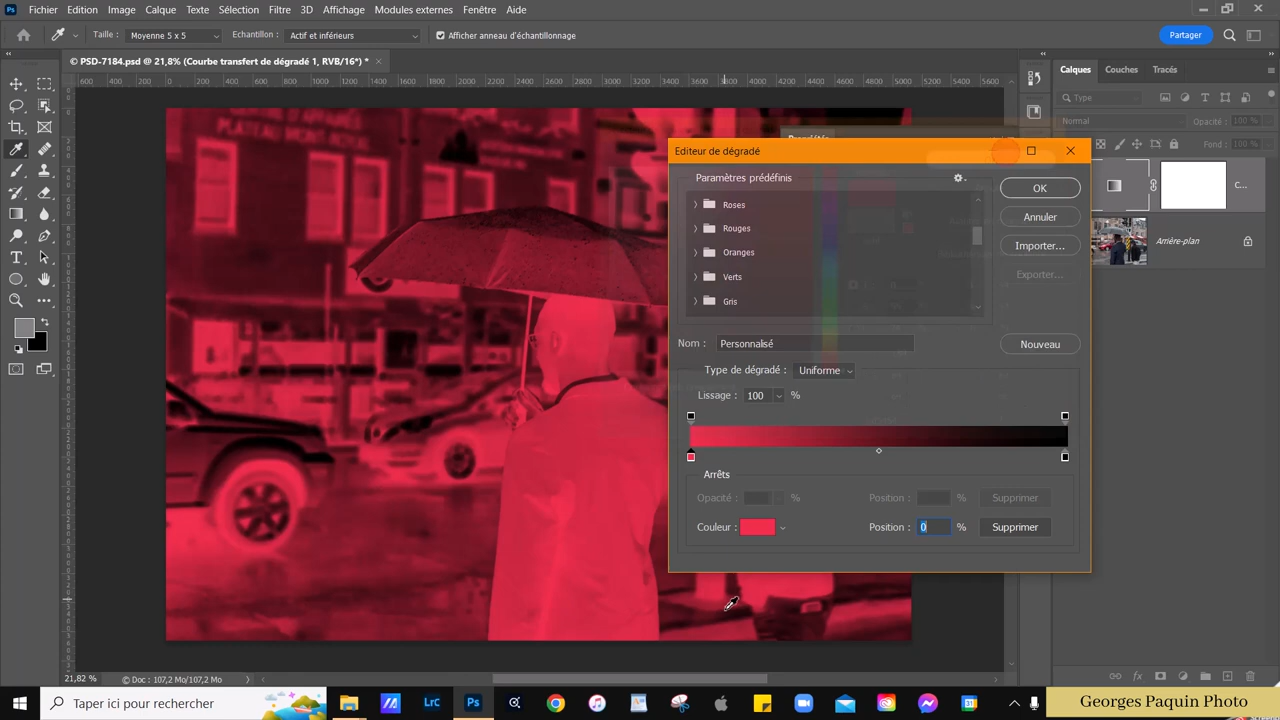 Fichier Edition Image Calque Texte Sélection Filtre 3D Affichage Modules externes Fenêtre Aide
Taille : Moyenne 5 x 5 Echantillon : Actif et inférieurs Afficher anneau d'échantillonnage Partager
© PSD-7184.psd @ 21,8% (Courbe transfert de dégradé 1, RVB/16*) *
Calques Couches Tracés
Type
Normal Opacité : 100 %
Fond : 100 %
C...
Arrière-plan
Editeur de dégradé
Paramètres prédéfinis
Roses
Rouges
Oranges
Verts
Gris
OK
Annuler
Importer...
Exporter...
Nom : Personnalisé
Nouveau
Type de dégradé : Uniforme
Lissage : 100 %
Arrêts
Opacité : % Position : % Supprimer
Couleur : Position : 0 % Supprimer
21,82 % Doc : 107,2 Mo/107,2 Mo
Taper ici pour rechercher
LrC
Ps
Georges Paquin Photo